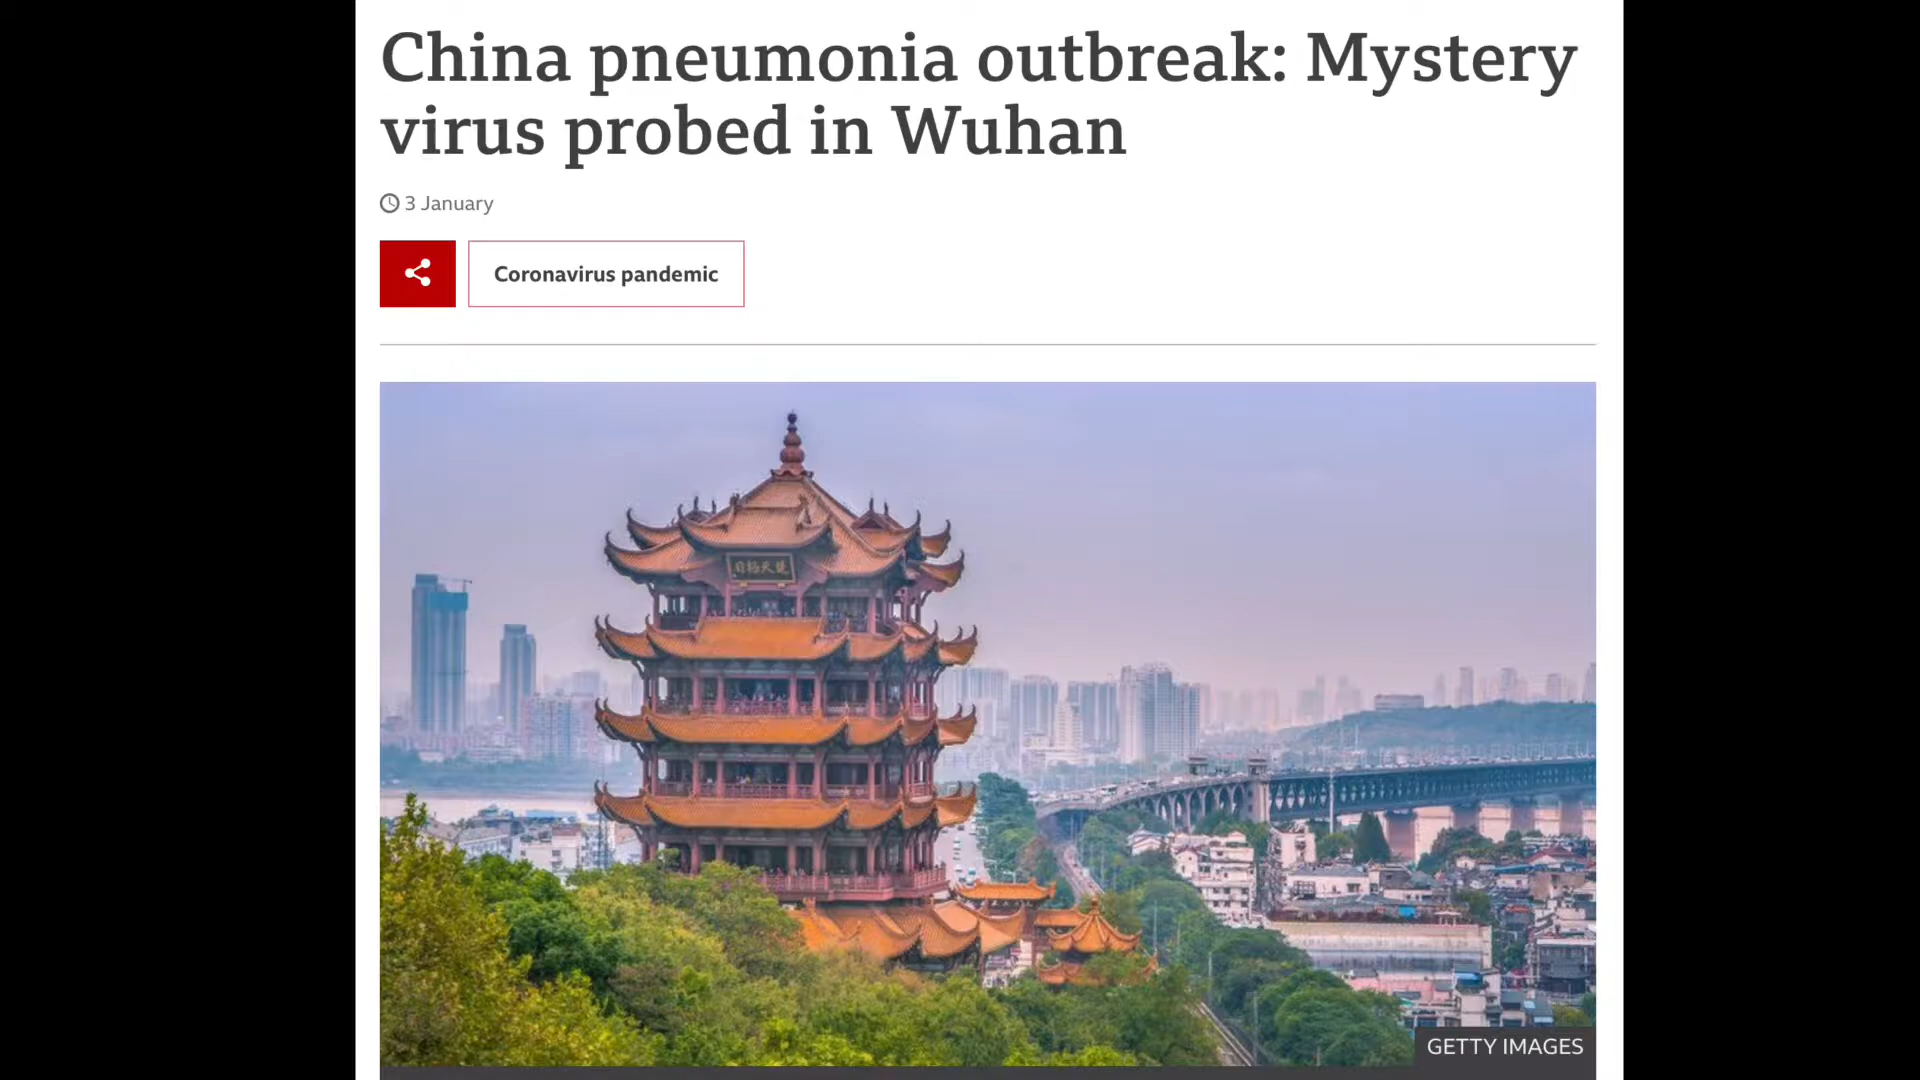 China pneumonia outbreak: Mystery
virus probed in Wuhan
3 January
Coronavirus pandemic
GETTY IMAGES